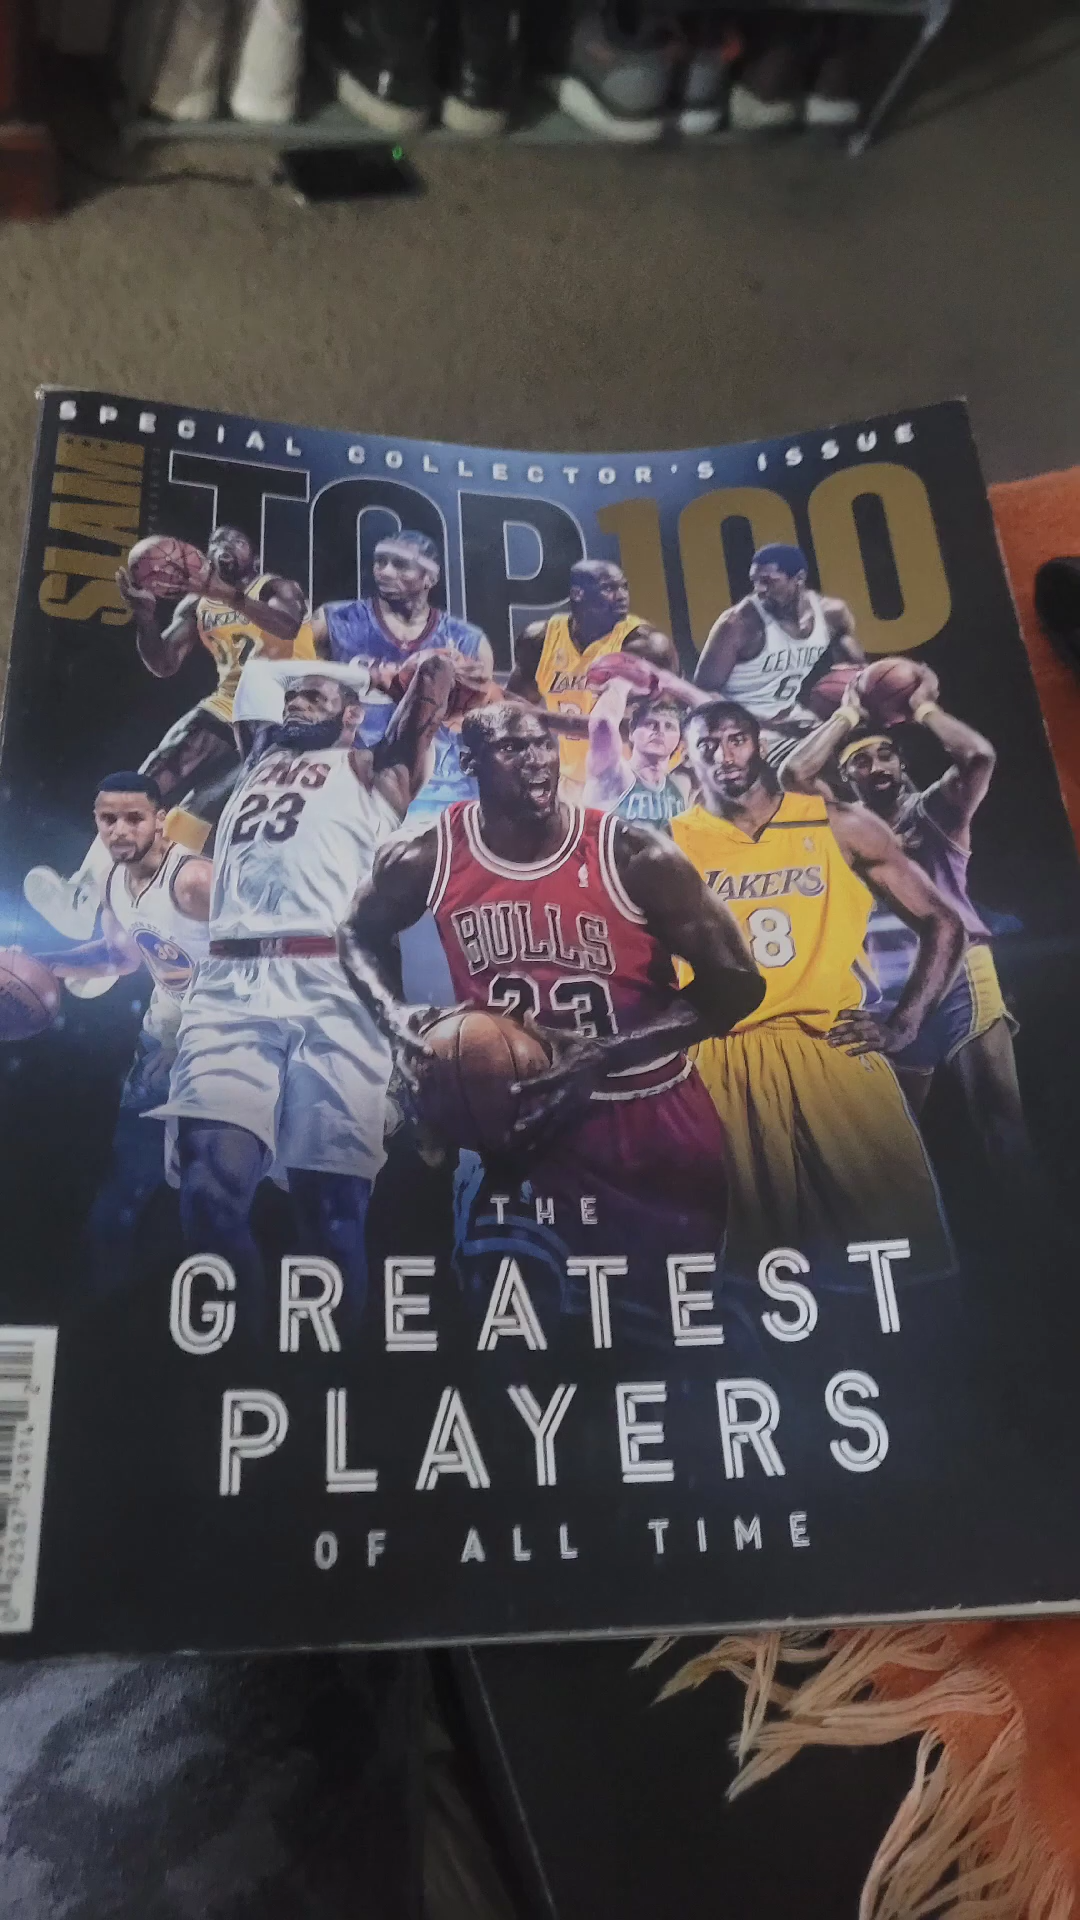 SPECIAL COLLECTOR'S ISSUE
SLAM
TOP 100
LAKERS
32
CELTICS
6
CAVS
23
CELTICS
BULLS
23
LAKERS
8
30
THE
GREATEST
PLAYERS
OF ALL TIME